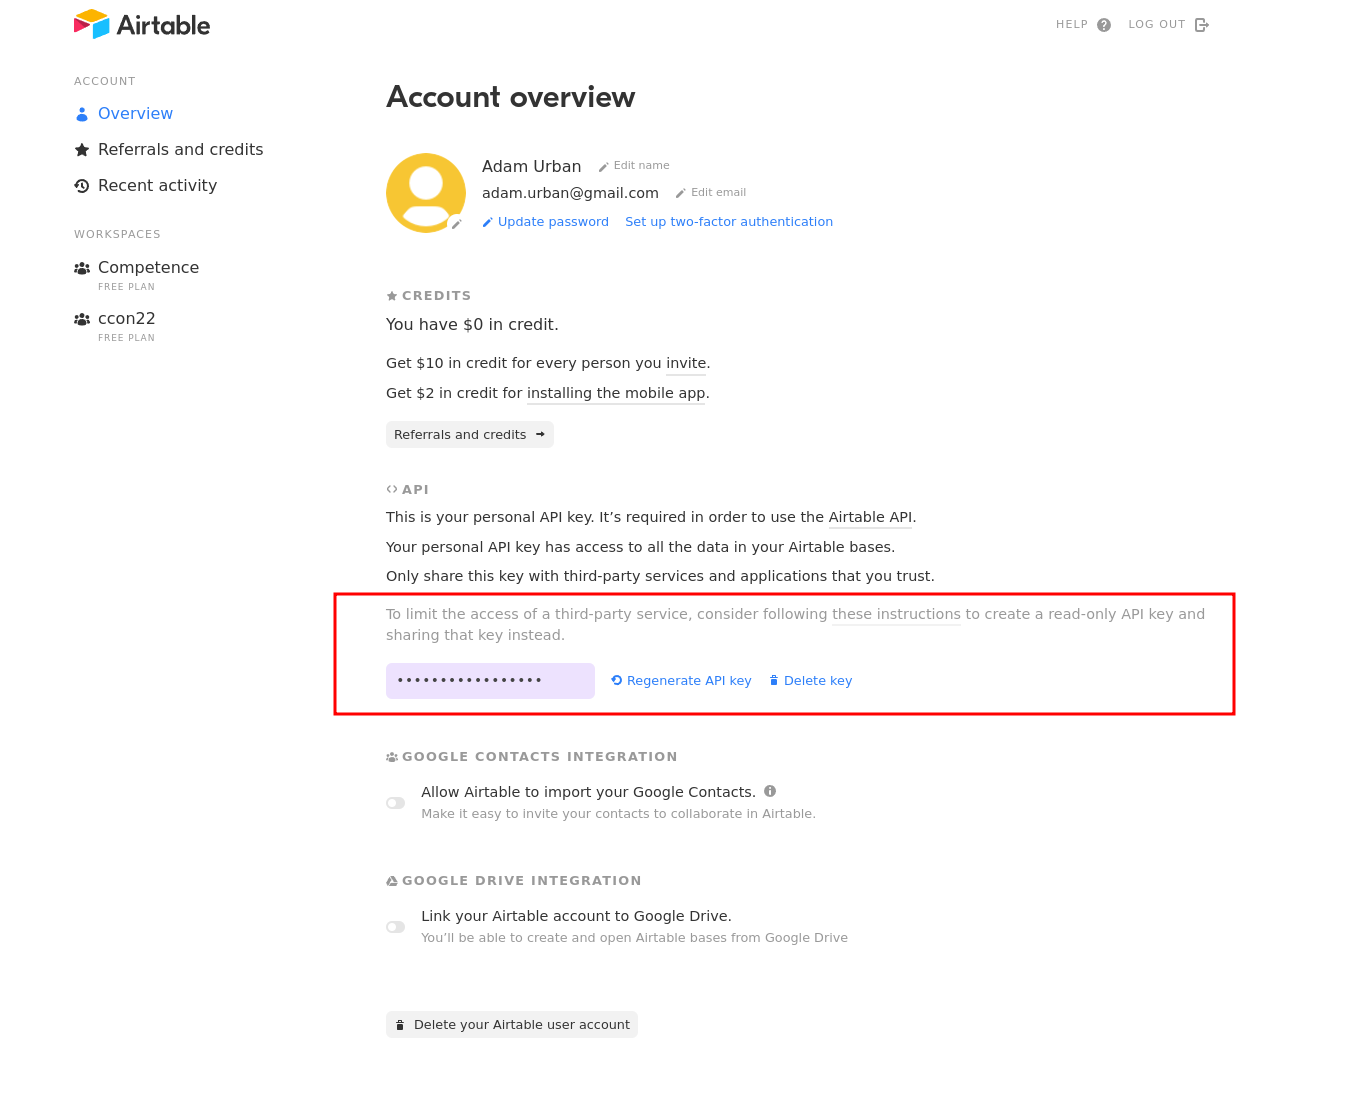 Airtable
HELP
LOG OUT
ACCOUNT
Overview
Referrals and credits
Recent activity
WORKSPACES
Competence
FREE PLAN
ccon22
FREE PLAN
Account overview
Adam Urban Edit name
adam.urban@gmail.com Edit email
Update password Set up two-factor authentication
CREDITS
You have $0 in credit.
Get $10 in credit for every person you invite.
Get $2 in credit for installing the mobile app.
Referrals and credits
API
This is your personal API key. It’s required in order to use the Airtable API.
Your personal API key has access to all the data in your Airtable bases.
Only share this key with third-party services and applications that you trust.
To limit the access of a third-party service, consider following these instructions to create a read-only API key and
sharing that key instead.
••••••••••••••••• Regenerate API key Delete key
GOOGLE CONTACTS INTEGRATION
Allow Airtable to import your Google Contacts.
Make it easy to invite your contacts to collaborate in Airtable.
GOOGLE DRIVE INTEGRATION
Link your Airtable account to Google Drive.
You’ll be able to create and open Airtable bases from Google Drive
Delete your Airtable user account